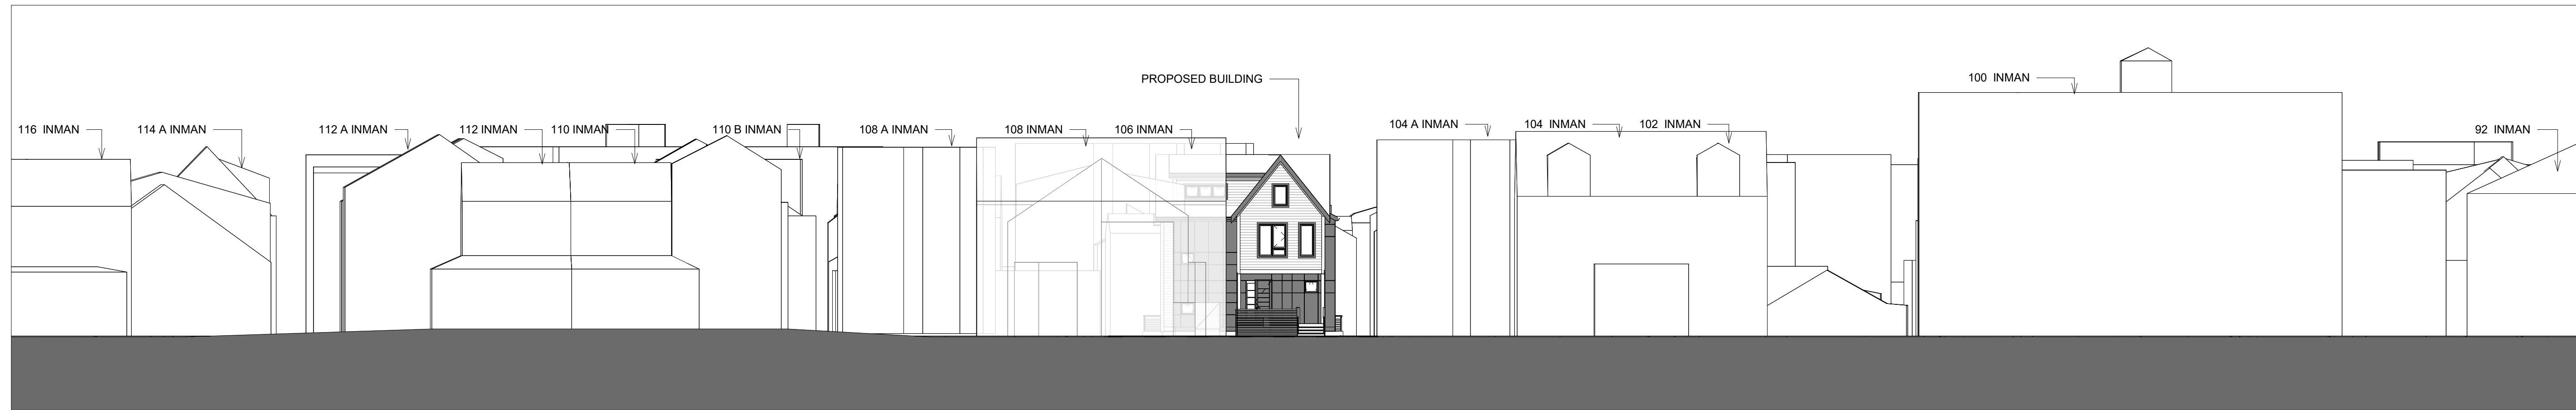 PROPOSED BUILDING
100 INMAN
116 INMAN
114 A INMAN
112 A INMAN
112 INMAN
110 INMAN
110 B INMAN
108 A INMAN
108 INMAN
106 INMAN
104 A INMAN
104 INMAN
102 INMAN
92 INMAN